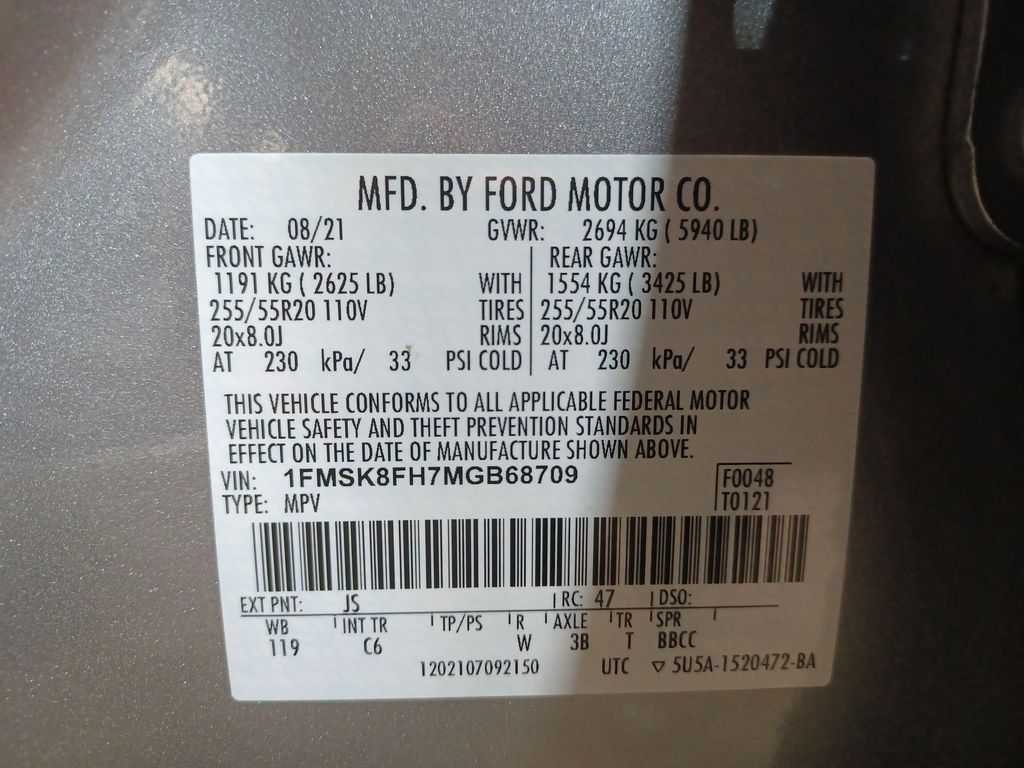 MFD. BY FORD MOTOR CO.
DATE: 08/21 GVWR: 2694 KG ( 5940 LB)
FRONT GAWR: REAR GAWR:
1191 KG ( 2625 LB) WITH 1554 KG ( 3425 LB) WITH
255/55R20 110V TIRES 255/55R20 110V TIRES
20x8.0J RIMS 20x8.0J RIMS
AT 230 kPa/ 33 PSI COLD AT 230 kPa/ 33 PSI COLD
THIS VEHICLE CONFORMS TO ALL APPLICABLE FEDERAL MOTOR
VEHICLE SAFETY AND THEFT PREVENTION STANDARDS IN
EFFECT ON THE DATE OF MANUFACTURE SHOWN ABOVE.
VIN: 1FMSK8FH7MGB68709 F0048
TYPE: MPV T0121
EXT PNT: JS RC: 47 DSO:
WB INT TR TP/PS R AXLE TR SPR
119 C6 W 3B T BBCC
1202107092150 UTC ▽ 5U5A-1520472-BA